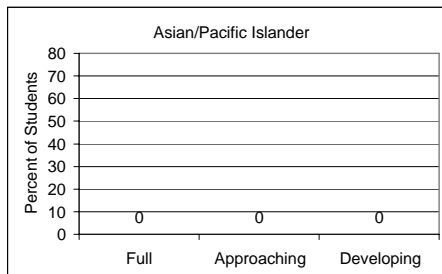 Asian/Pacific Islander
Percent of Students
80
70
60
50
40
30
20
10
0
0 0 0
Full Approaching Developing